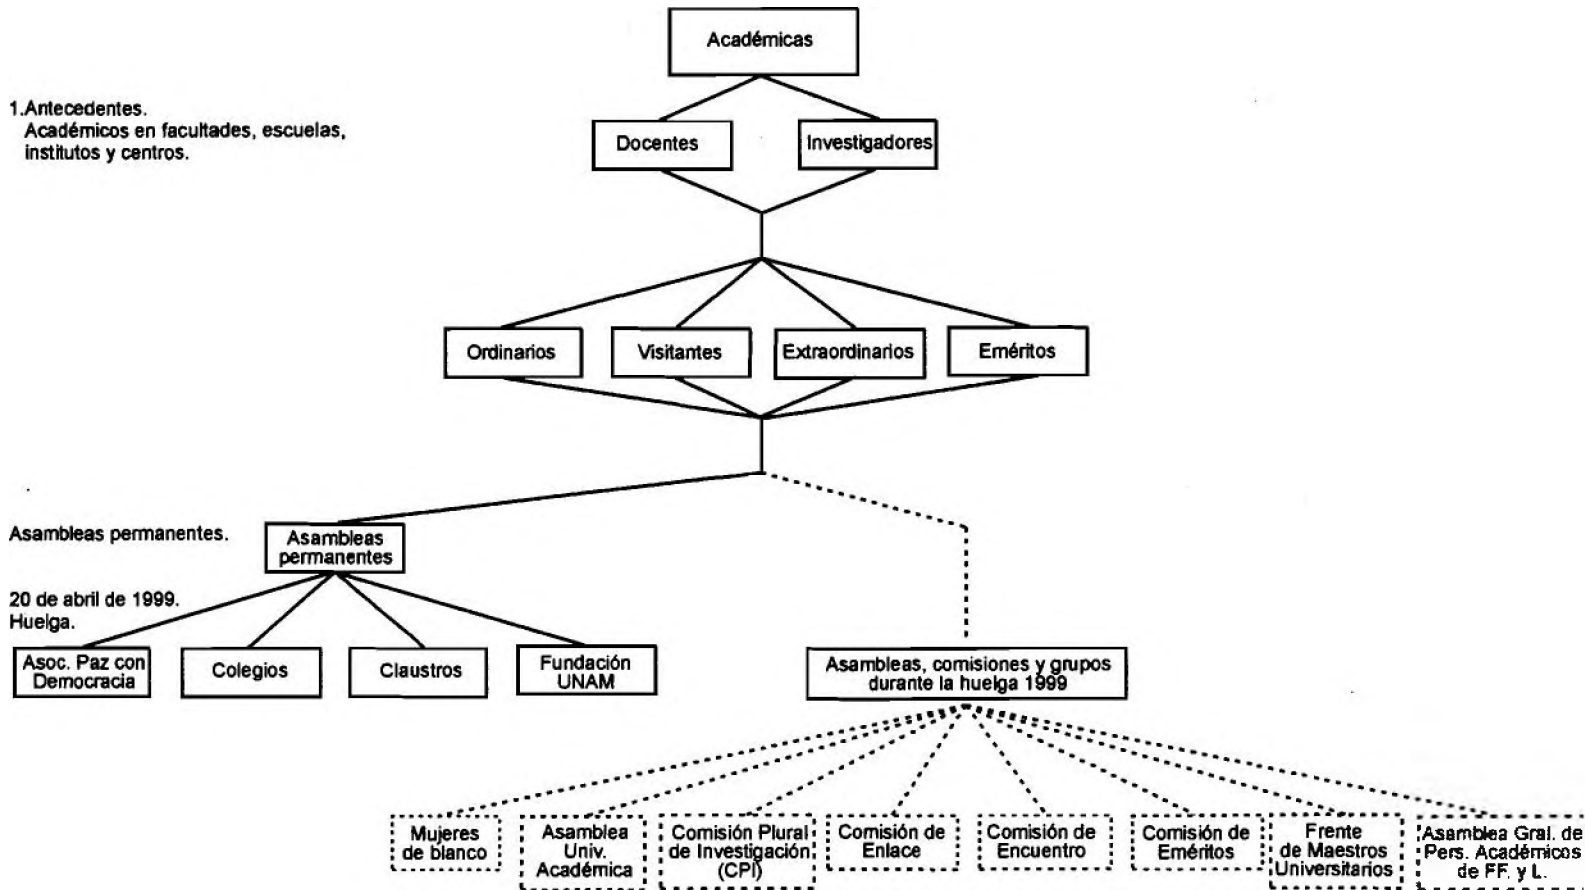 Académicas
1.Antecedentes.
Académicos en facultades, escuelas,
institutos y centros.
Docentes
Investigadores
Ordinarios
Visitantes
Extraordinarios
Eméritos
Asambleas permanentes.
Asambleas
permanentes
20 de abril de 1999.
Huelga.
Asoc. Paz con
Democracia
Colegios
Claustros
Fundación
UNAM
Asambleas, comisiones y grupos
durante la huelga 1999
Mujeres
de blanco
Asamblea
Univ.
Académica
Comisión Plural
de Investigación
(CPI)
Comisión de
Enlace
Comisión de
Encuentro
Comisión de
Eméritos
Frente
de Maestros
Universitarios
Asamblea Gral. de
Pers. Académicos
de FF. y L.